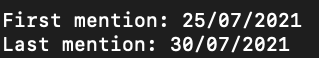 First mention: 25/07/2021
Last mention: 30/07/2021